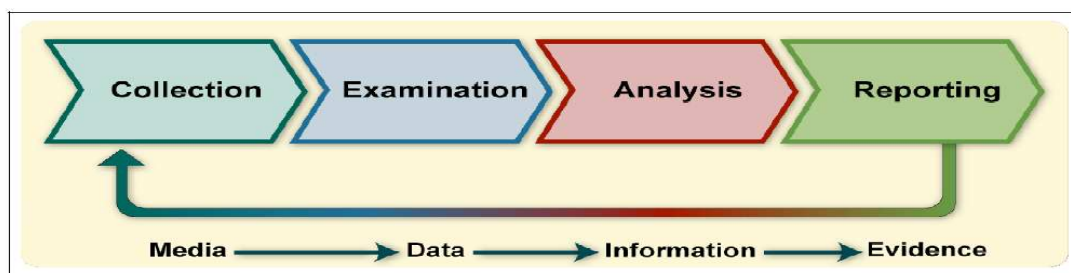 Collection Examination Analysis Reporting
Media Data Information Evidence